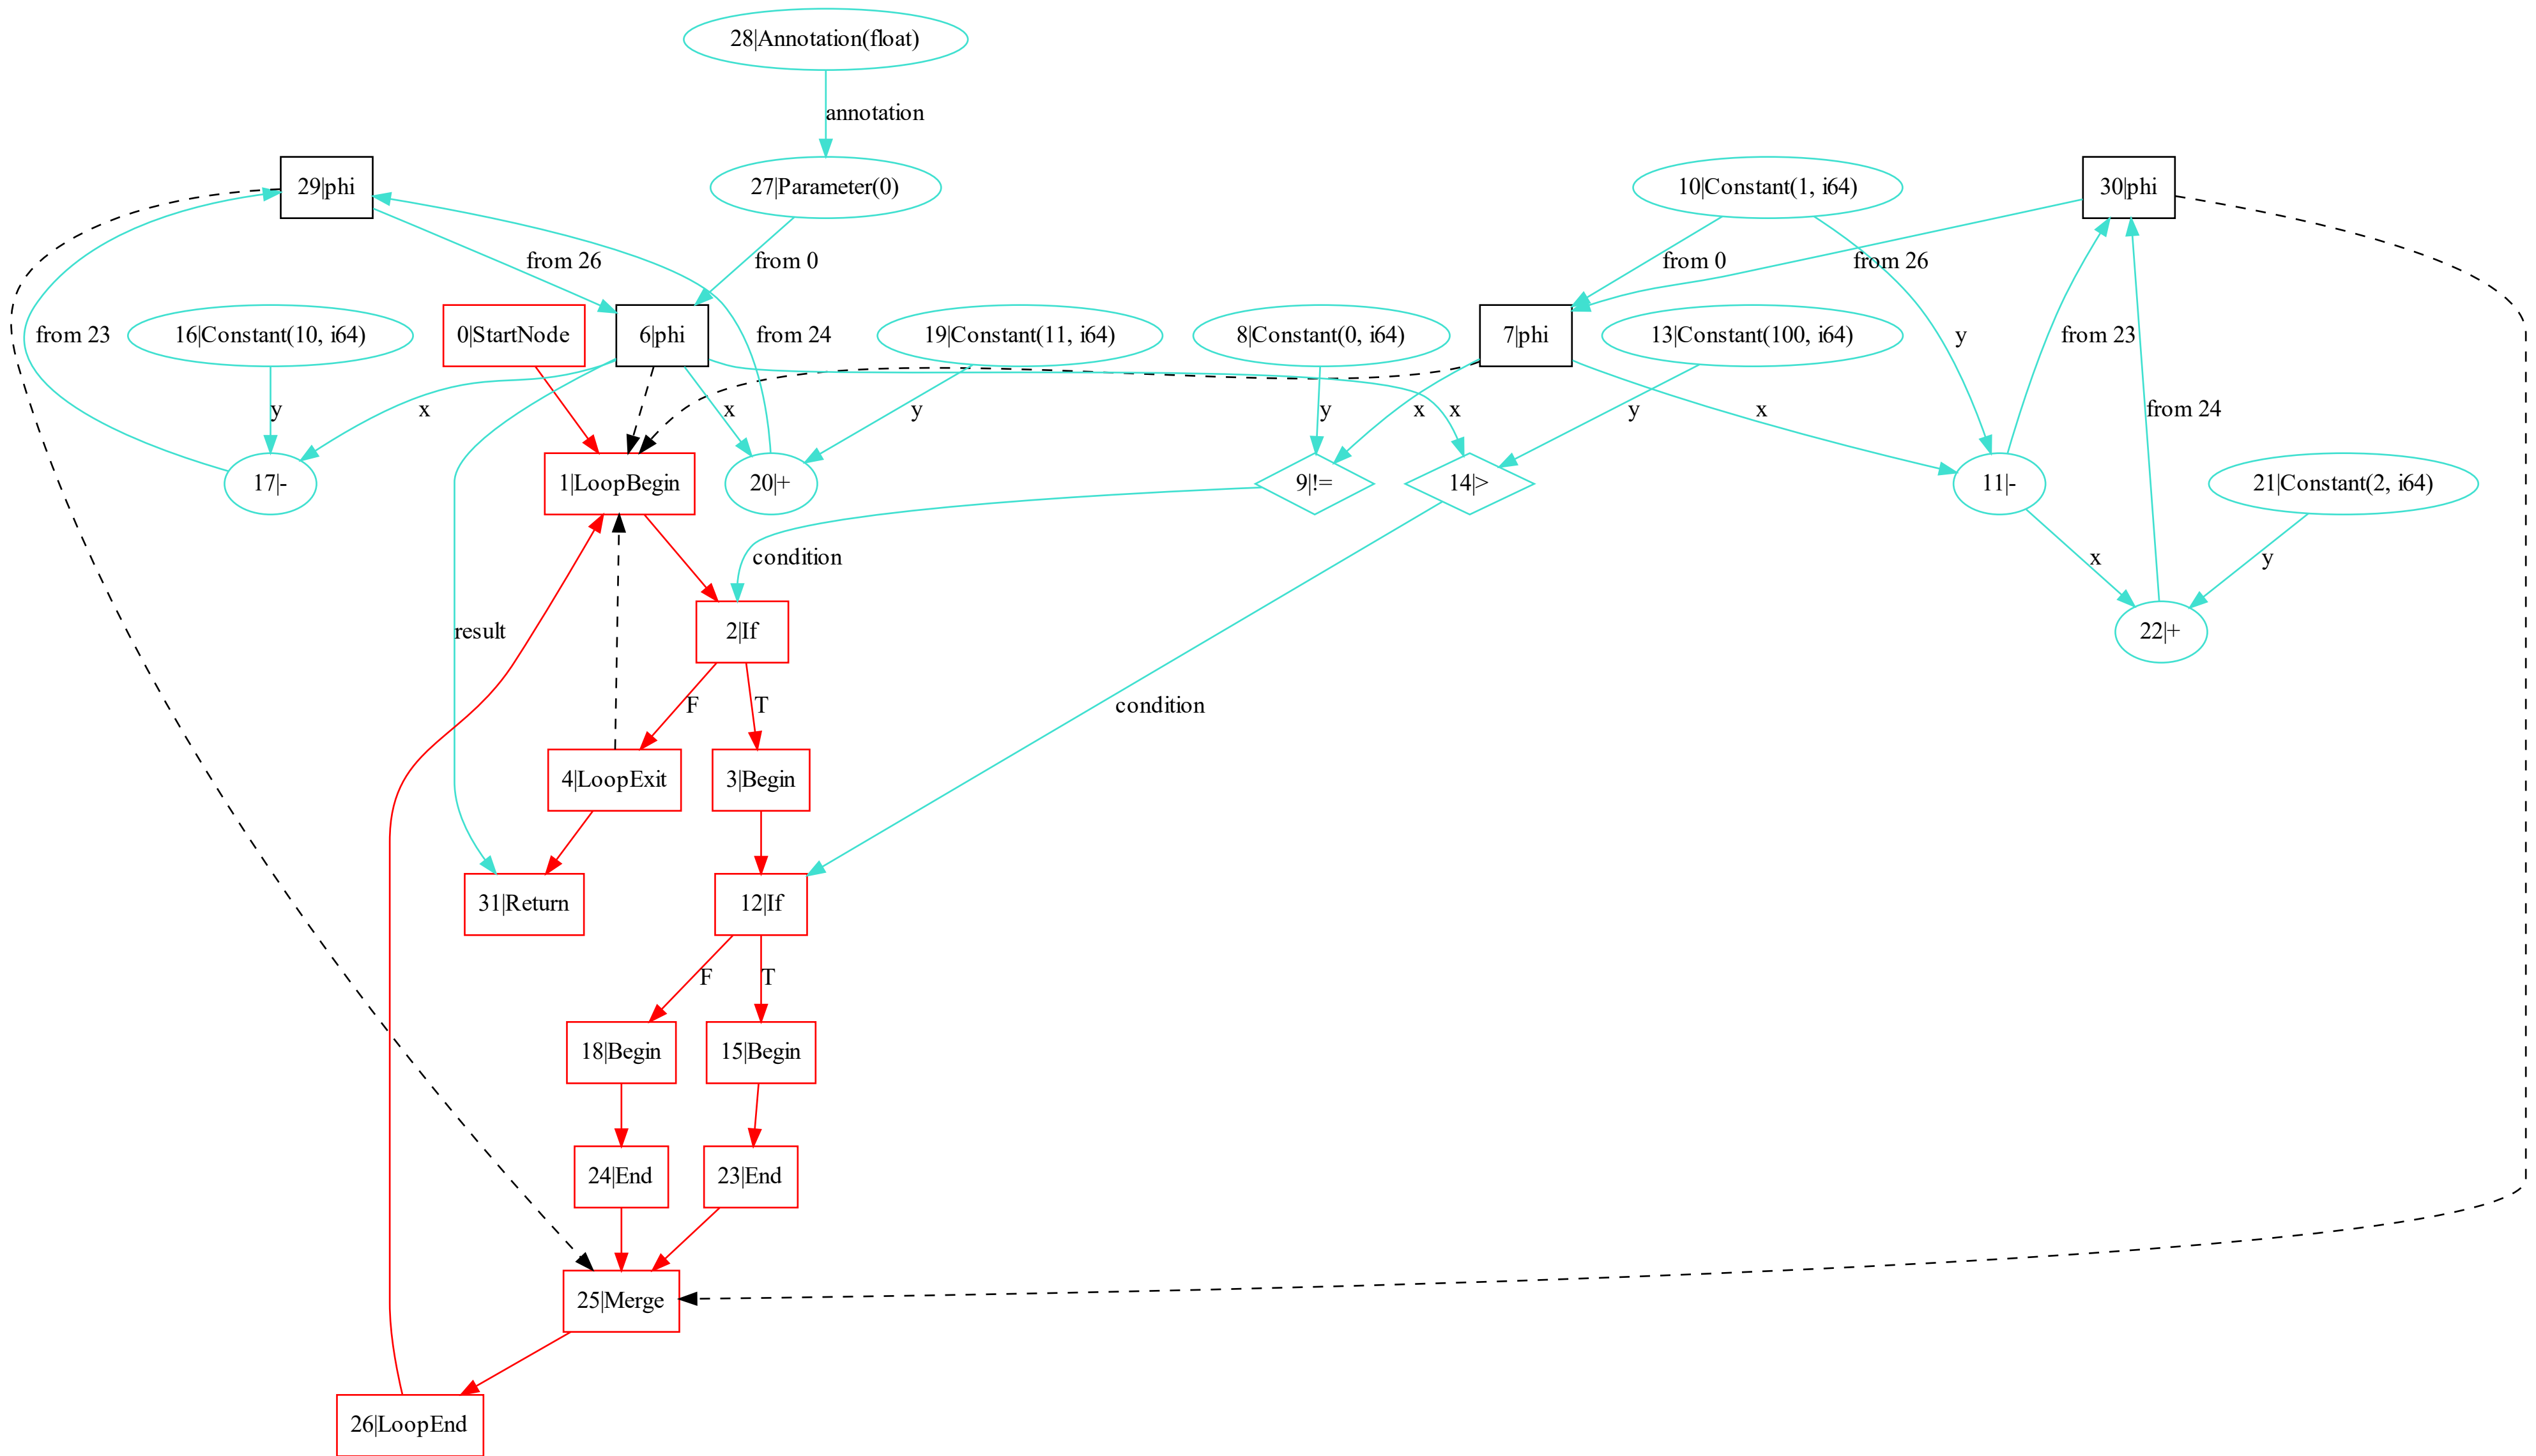 28|Annotation(float)
annotation
29|phi
27|Parameter(0)
10|Constant(1, i64)
30|phi
from 26
from 0
from 0
from 26
from 23
16|Constant(10, i64)
0|StartNode
6|phi
from 24
19|Constant(11, i64)
8|Constant(0, i64)
7|phi
13|Constant(100, i64)
y
from 23
y
x
x
y
y
x
x
y
x
from 24
17|-
1|LoopBegin
20|+
9|!=
14|>
11|-
21|Constant(2, i64)
condition
x
y
result
2|If
22|+
F
T
condition
4|LoopExit
3|Begin
31|Return
12|If
F
T
18|Begin
15|Begin
24|End
23|End
25|Merge
26|LoopEnd